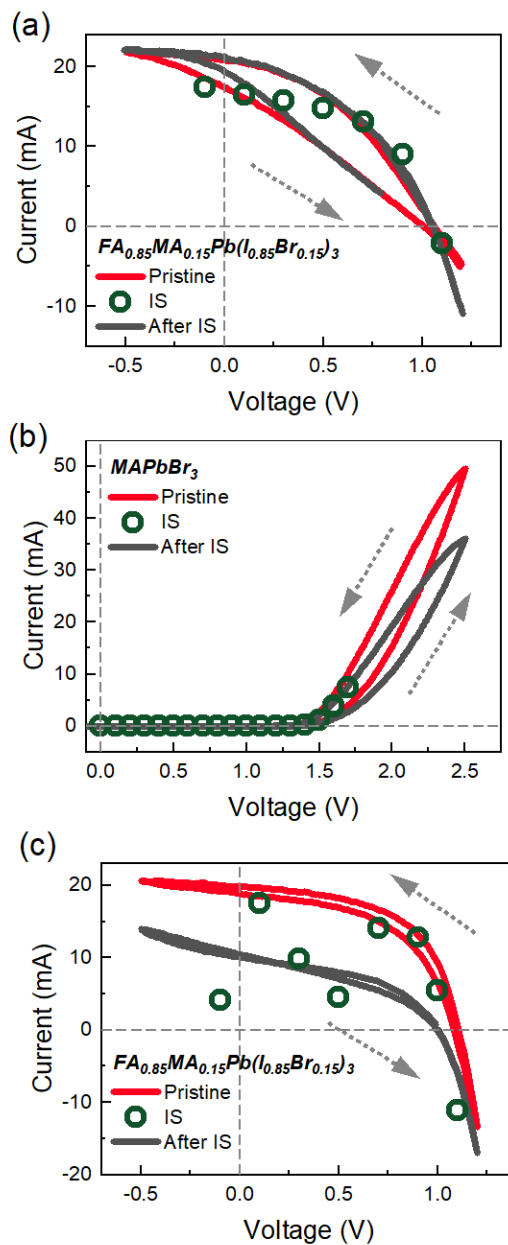 (a)
20
10
0
-10
Current (mA)
FA0.85MA0.15Pb(I0.85Br0.15)3
Pristine
IS
After IS
-0.5 0.0 0.5 1.0
Voltage (V)
(b)
50
40
30
20
10
0
Current (mA)
MAPbBr3
Pristine
IS
After IS
0.0 0.5 1.0 1.5 2.0 2.5
Voltage (V)
(c)
20
10
0
-10
-20
Current (mA)
FA0.85MA0.15Pb(I0.85Br0.15)3
Pristine
IS
After IS
-0.5 0.0 0.5 1.0
Voltage (V)